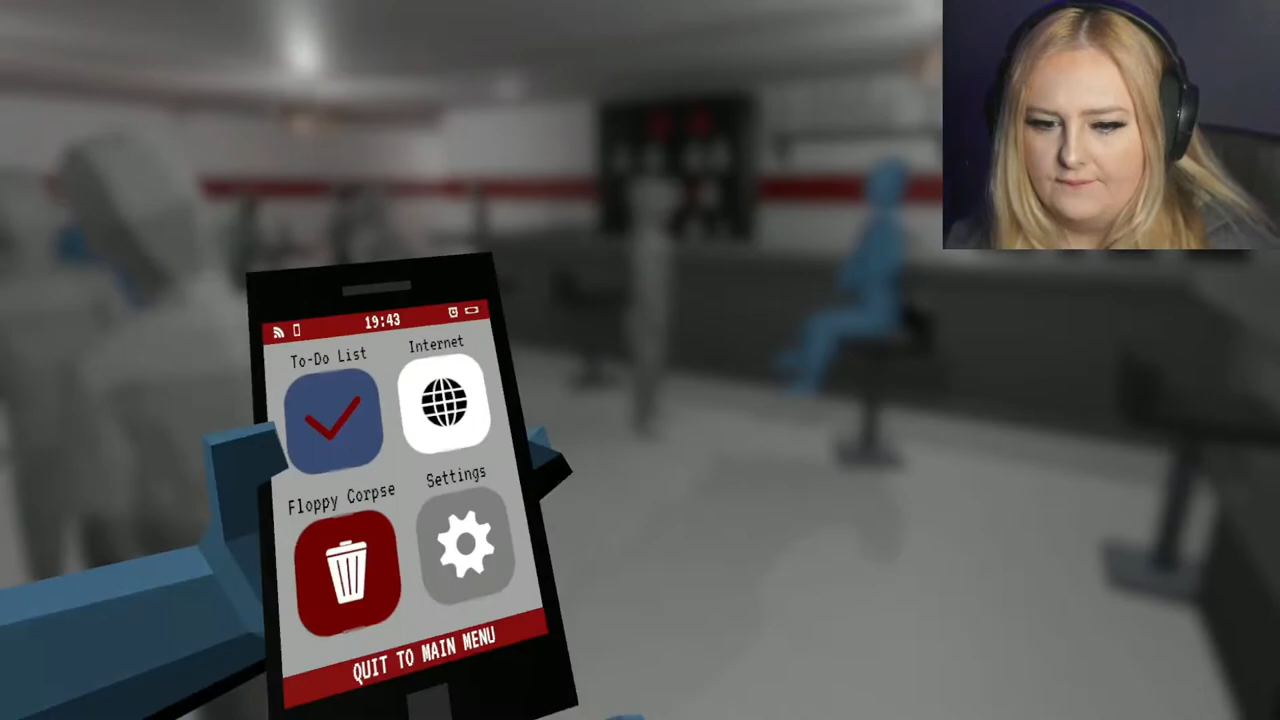 19:43
To-Do List
Internet
Floppy Corpse
Settings
QUIT TO MAIN MENU